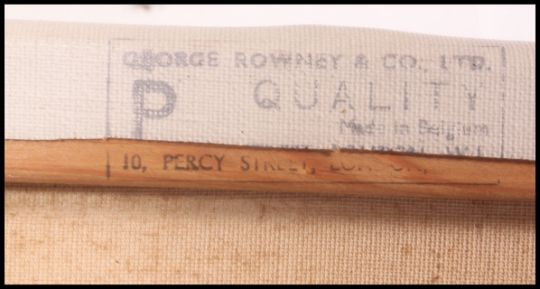 GEORGE ROWNEY & CO. LTD.
P QUALITY
Made in Belgium
10, PERCY STREET, LONDON,